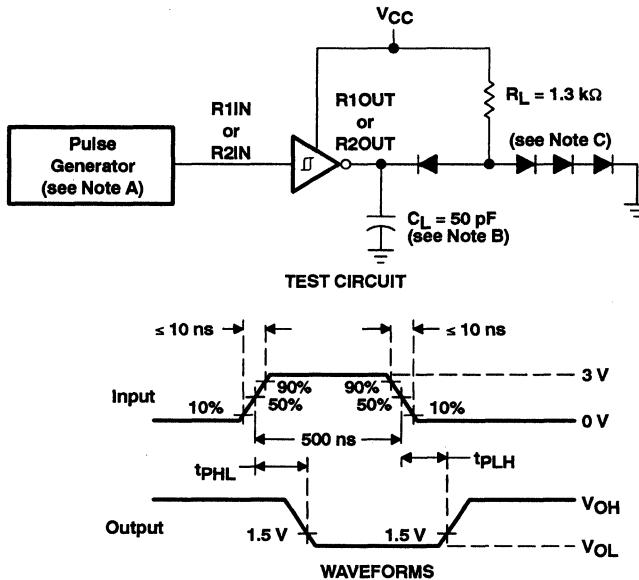 VCC
R1IN
or
R2IN
R1OUT
or
R2OUT
RL = 1.3 kΩ
Pulse
Generator
(see Note A)
(see Note C)
CL = 50 pF
(see Note B)
TEST CIRCUIT
≤ 10 ns
≤ 10 ns
Input
90%
90%
3 V
50%
50%
10%
10%
0 V
500 ns
tPHL
tPLH
Output
VOH
1.5 V
1.5 V
VOL
WAVEFORMS